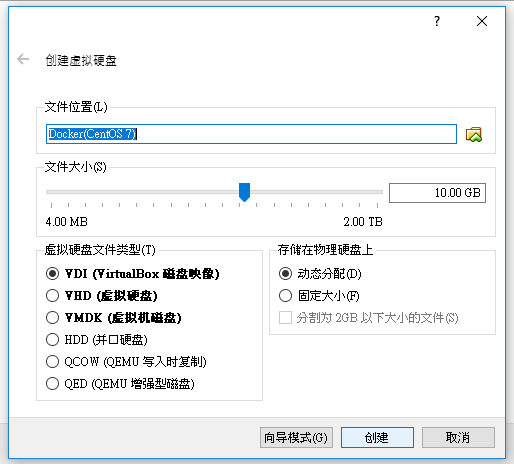 ?
创建虚拟硬盘
文件位置(L)
Docker(CentOS 7)
文件大小(S)
10.00 GB
4.00 MB 2.00 TB
虚拟硬盘文件类型(T)
VDI (VirtualBox 磁盘映像)
VHD (虚拟硬盘)
VMDK (虚拟机磁盘)
HDD (并口硬盘)
QCOW (QEMU 写入时复制)
QED (QEMU 增强型磁盘)
存储在物理硬盘上
动态分配(D)
固定大小(F)
分割为 2GB 以下大小的文件(S)
向导模式(G) 创建 取消